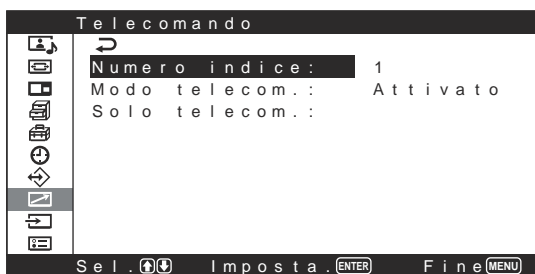 Telecomando
Numero indice: 1
Modo telecom.: Attivato
Solo telecom.:
Sel. Imposta. ENTER Fine MENU